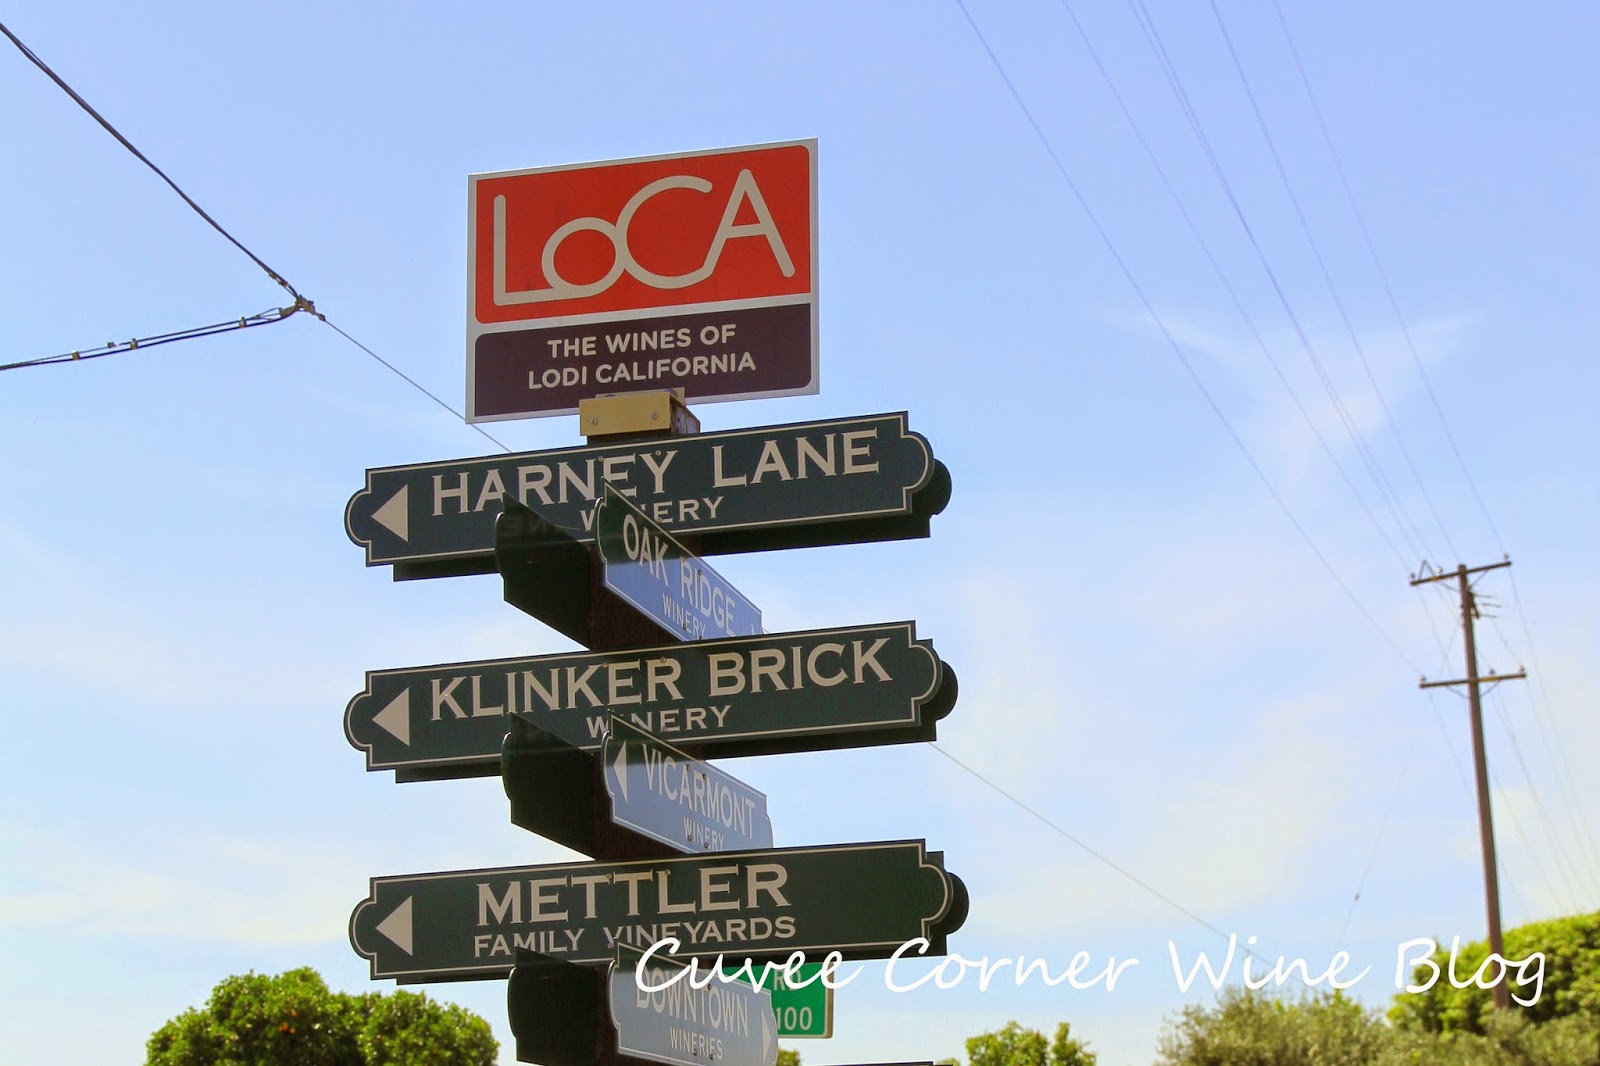 LoCA
THE WINES OF
LODI CALIFORNIA
HARNEY LANE
WINERY
OAK RIDGE
WINERY
KLINKER BRICK
WINERY
VICARMONT
WINERY
METTLER
FAMILY VINEYARDS
DOWNTOWN
WINERIES
RD
100
Cuvee Corner Wine Blog